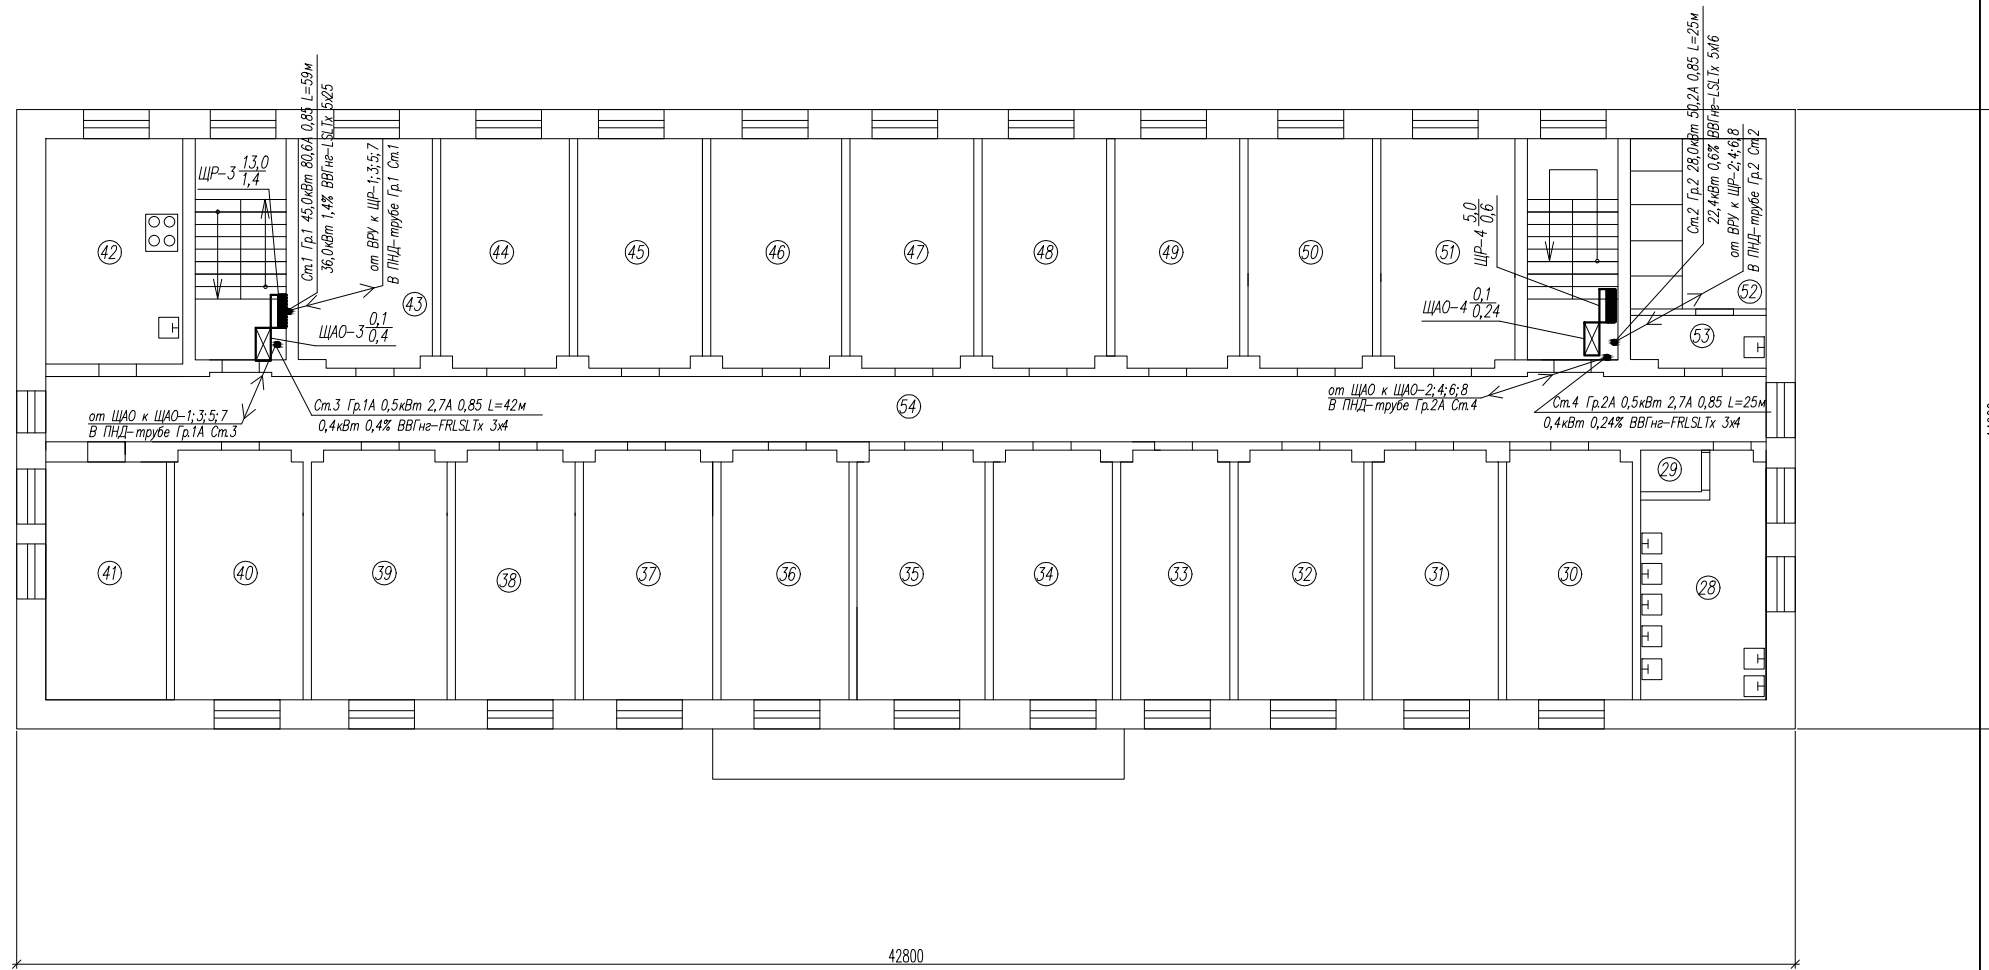 Ст.1 Гр.1 45,0кВт 80,6А 0,85 L=59м
36,0кВт 1,4% ВВГнг-LSLTx 5х25
от ВРУ к ЩР-1;3;5;7
В ПНД-трубе Гр.1 Ст.1
ЩР-3 13,0
1,4
ЩАО-3 0,1
0,4
Ст.2 Гр.2 28,0кВт 50,2А 0,85 L=25м
22,4кВт 0,6% ВВГнг-LSLTx 5х16
от ВРУ к ЩР-2;4;6;8
В ПНД-трубе Гр.2 Ст.2
ЩР-4 5,0
0,6
ЩАО-4 0,1
0,24
42
43
44
45
46
47
48
49
50
51
52
53
от ЩАО к ЩАО-1;3;5;7
В ПНД-трубе Гр.1А Ст.3
Ст.3 Гр.1А 0,5кВт 2,7А 0,85 L=42м
0,4кВт 0,4% ВВГнг-FRLSLTx 3х4
54
от ЩАО к ЩАО-2;4;6;8
В ПНД-трубе Гр.2А Ст.4
Ст.4 Гр.2А 0,5кВт 2,7А 0,85 L=25м
0,4кВт 0,24% ВВГнг-FRLSLTx 3х4
29
41
40
39
38
37
36
35
34
33
32
31
30
28
42800